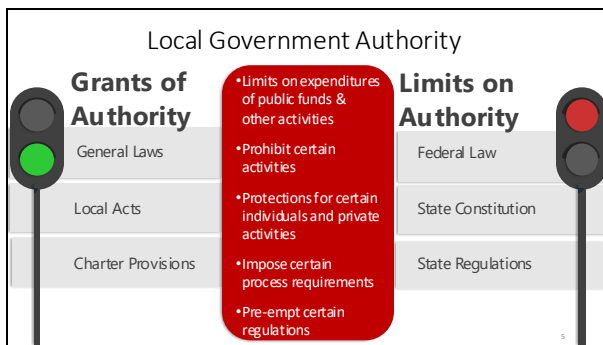 Local Government Authority
Grants of
Authority
General Laws
Local Acts
Charter Provisions
•Limits on expenditures
of public funds &
other activities
•Prohibit certain
activities
•Protections for certain
individuals and private
activities
•Impose certain
process requirements
•Pre-empt certain
regulations
Limits on
Authority
Federal Law
State Constitution
State Regulations
5